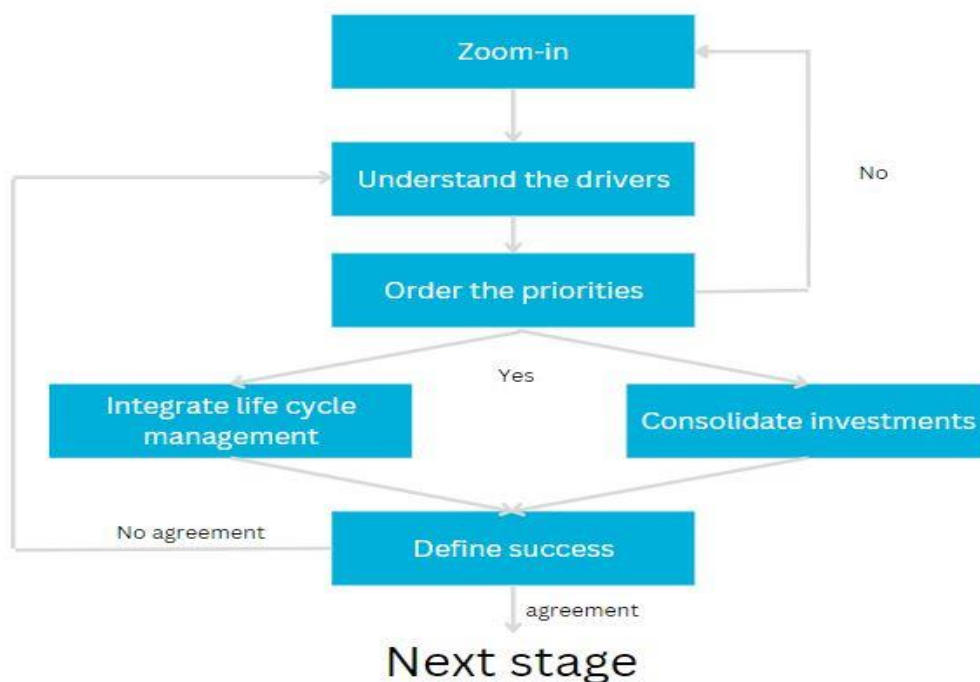 Zoom-in
Understand the drivers
No
Order the priorities
Yes
Integrate life cycle
management
Consolidate investments
No agreement
Define success
agreement
Next stage